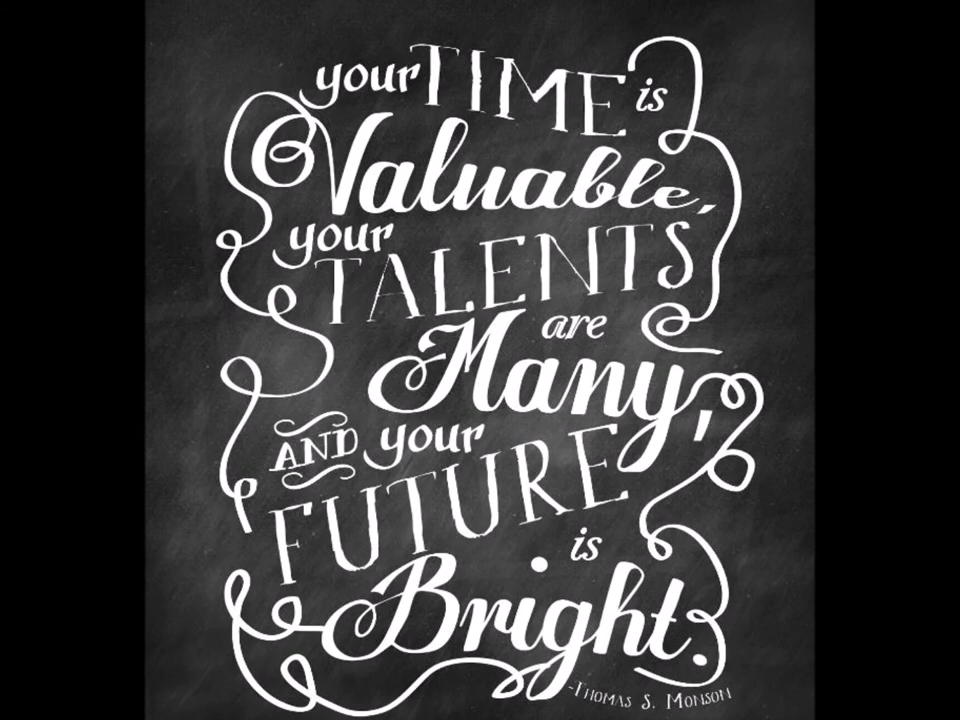 your TIME is
Valuable,
your
TALENTS
are
Many,
AND your
FUTURE
is
Bright.
-THOMAS S. MONSON